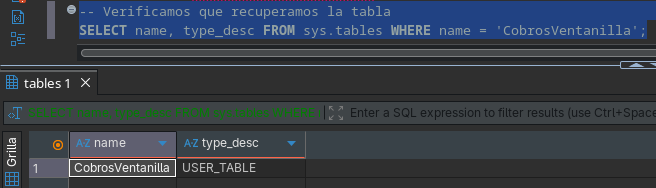 -- Verificamos que recuperamos la tabla
SELECT name, type_desc FROM sys.tables WHERE name = 'CobrosVentanilla';
tables 1
SELECT name, type_desc FROM sys.tables WHERE
Enter a SQL expression to filter results (use Ctrl+Space
Grilla
A-Z name
A-Z type_desc
1
CobrosVentanilla
USER_TABLE